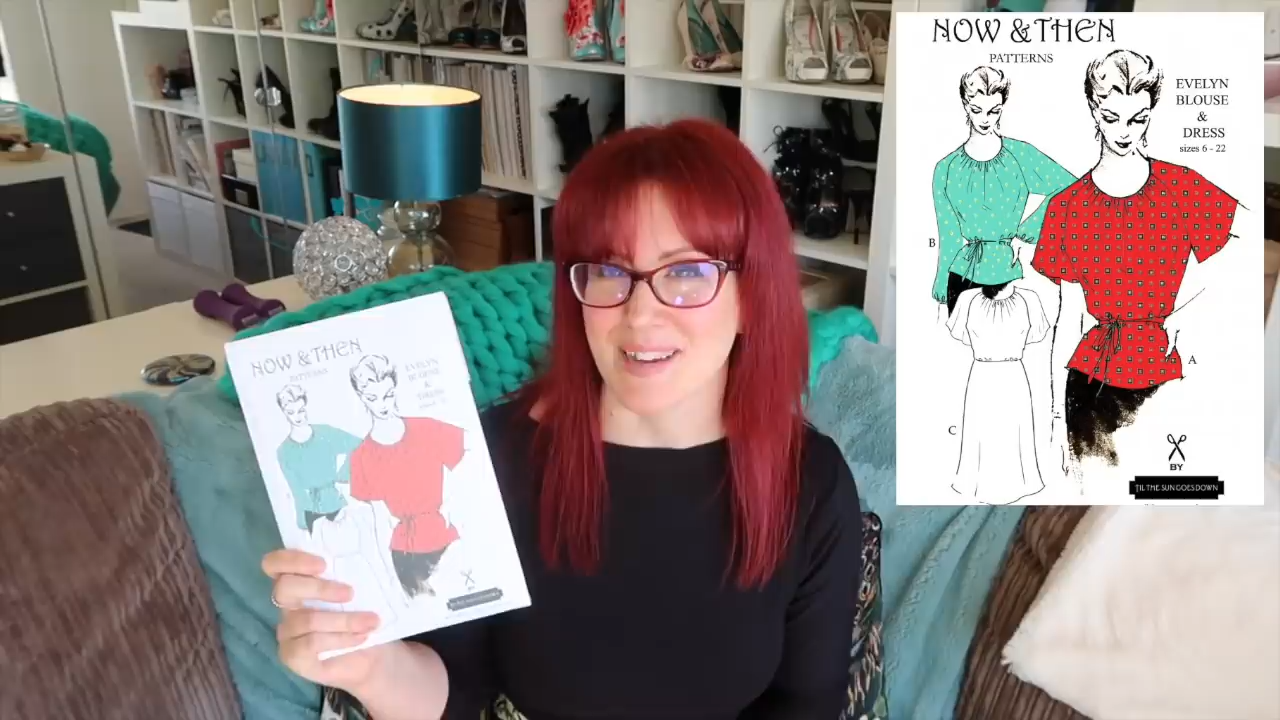 NOW & THEN
PATTERNS
EVELYN
BLOUSE
&
DRESS
sizes 6 - 22
B
A
C
BY
'TIL THE SUN GOES DOWN
NOW & THEN
PATTERNS
EVELYN
BLOUSE
&
DRESS
BY